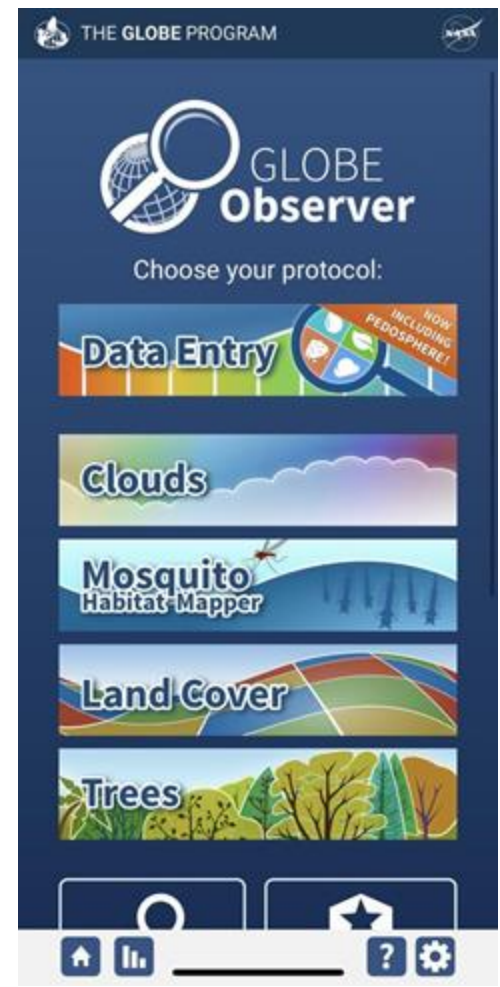 THE GLOBE PROGRAM
NASA
GLOBE
Observer
Choose your protocol:
Data Entry
NOW
INCLUDING
PEDOSPHERE!
Clouds
Mosquito
Habitat Mapper
Land Cover
Trees
?